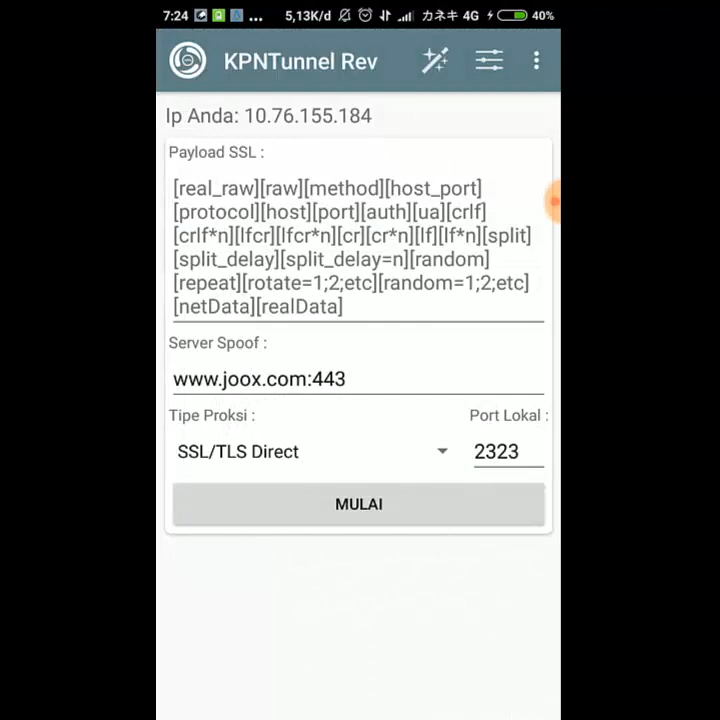 7:24 ... 5,13K/d カネキ 4G 40%
KPNTunnel Rev
Ip Anda: 10.76.155.184
Payload SSL :
[real_raw][raw][method][host_port]
[protocol][host][port][auth][ua][crlf]
[crlf*n][lfcr][lfcr*n][cr][cr*n][lf][lf*n][split]
[split_delay][split_delay=n][random]
[repeat][rotate=1;2;etc][random=1;2;etc]
[netData][realData]
Server Spoof :
www.joox.com:443
Tipe Proksi : Port Lokal :
SSL/TLS Direct 2323
MULAI